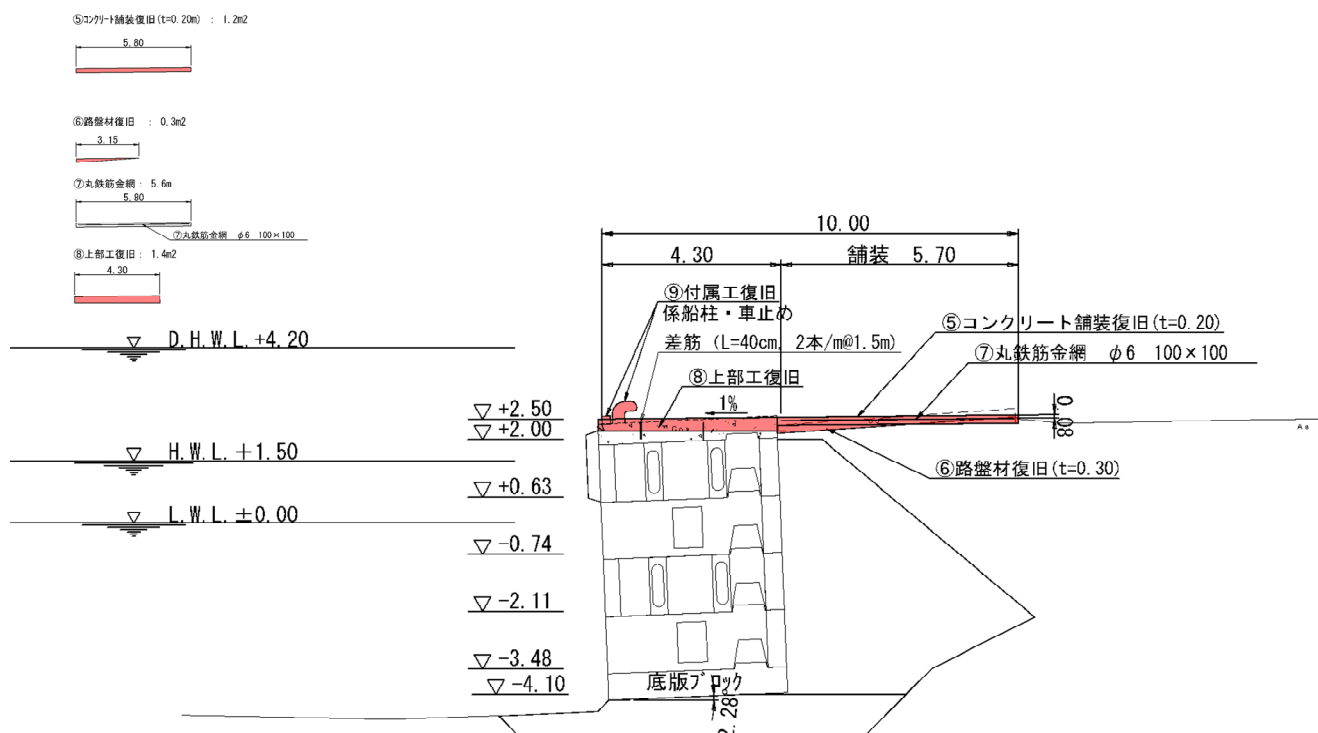 ⑤コンクリート舗装復旧(t=0.20m) : 1.2m2
5.80
⑥路盤材復旧 : 0.3m2
3.15
⑦丸鉄筋金網: 5.6m
5.80
⑦丸鉄筋金網 φ6 100×100
⑧上部工復旧: 1.4m2
4.30
10.00
4.30
舗装 5.70
⑨付属工復旧
係船柱・車止め
⑤コンクリート舗装復旧(t=0.20)
D.H.W.L.+4.20
差筋 (L=40cm, 2本/m@1.5m)
⑦丸鉄筋金網 φ6 100×100
⑧上部工復旧
1%
▽+2.50
▽+2.00
H.W.L.+1.50
⑥路盤材復旧(t=0.30)
▽+0.63
L.W.L.±0.00
▽-0.74
▽-2.11
▽-3.48
底版ブロック
▽-4.10